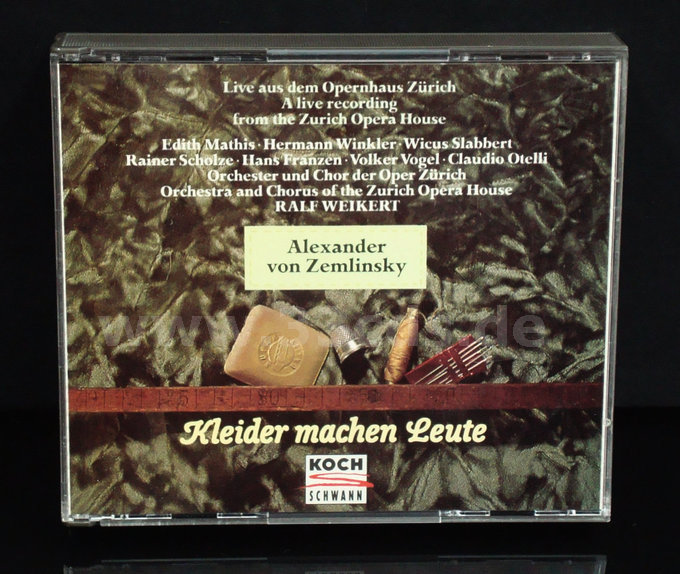 Live aus dem Opernhaus Zürich
A live recording
from the Zurich Opera House
Edith Mathis · Hermann Winkler · Wicus Slabbert
Rainer Scholze · Hans Franzen · Volker Vogel · Claudio Otelli
Orchester und Chor der Oper Zürich
Orchestra and Chorus of the Zurich Opera House
RALF WEIKERT
Alexander
von Zemlinsky
Kleider machen Leute
KOCH
SCHWANN